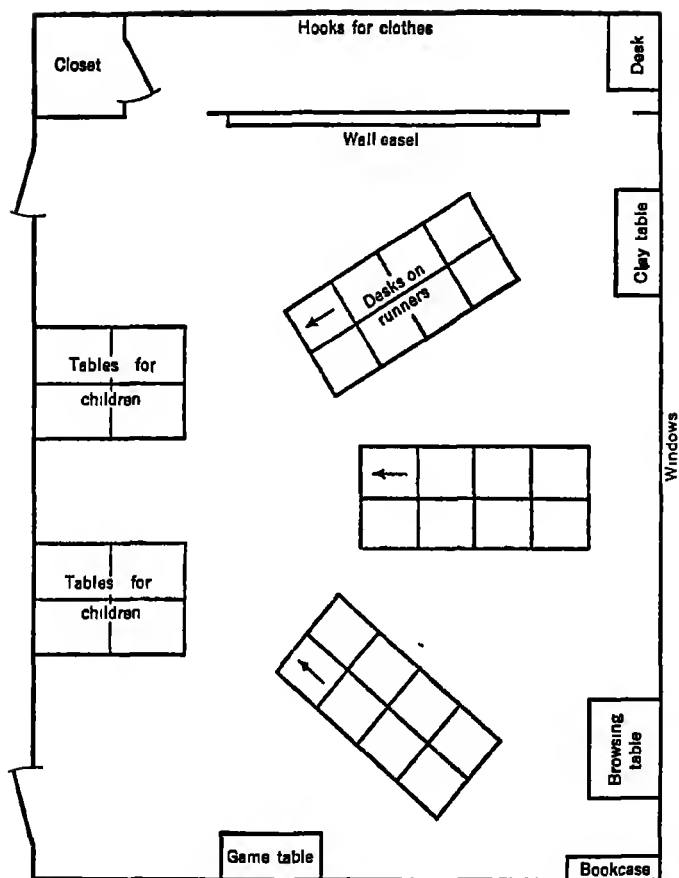 Hooks for clothes
Closet
Desk
Wall easel
Clay table
Desks on
runners
Tables for
children
Windows
Tables for
children
Browsing
table
Game table
Bookcase